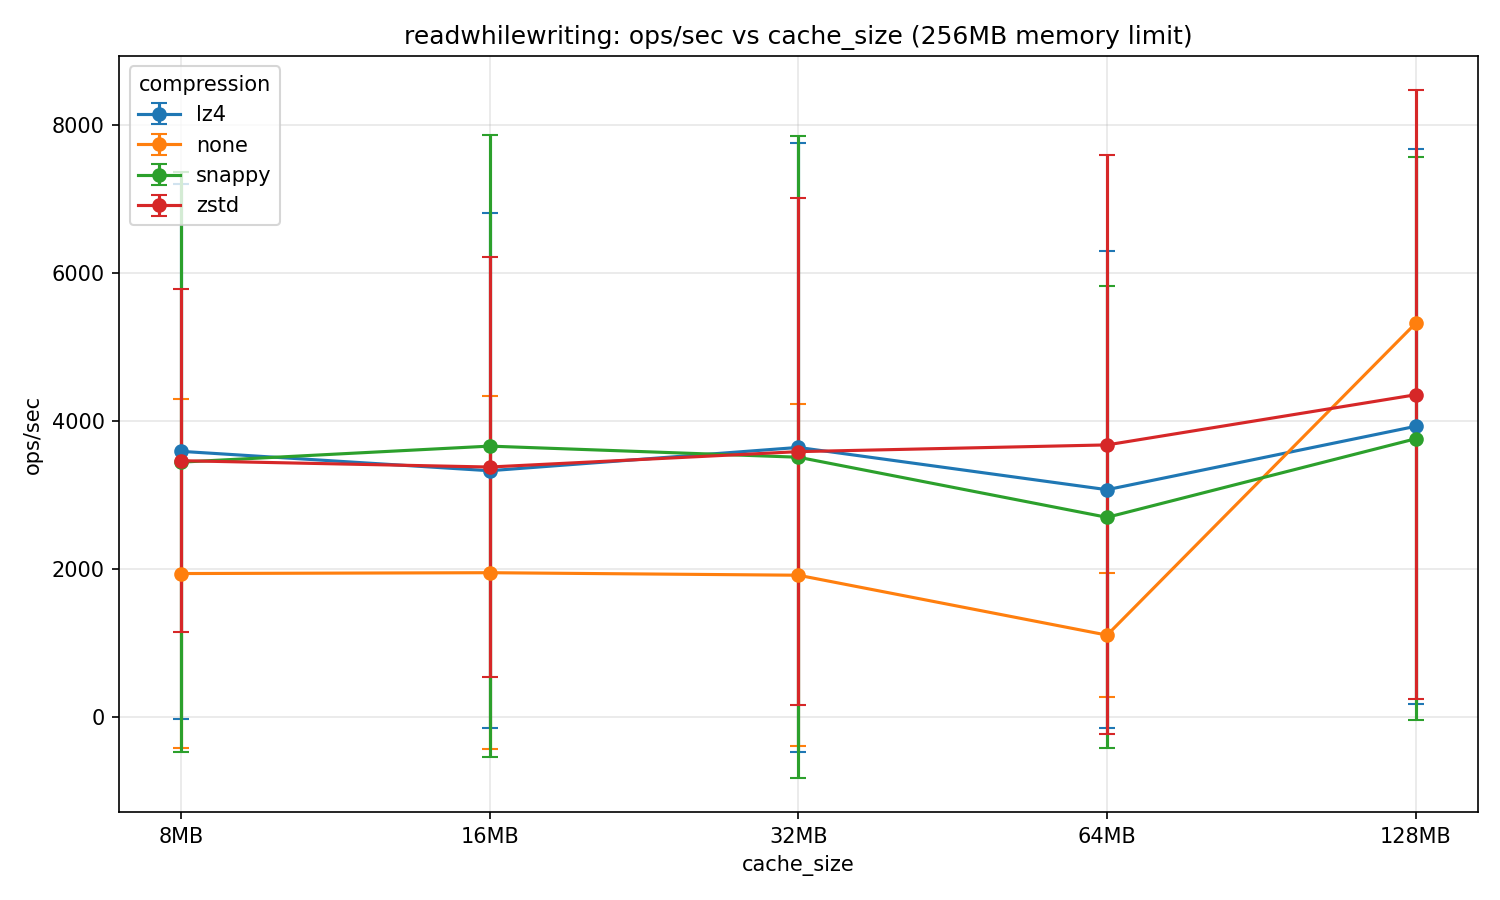 readwhilewriting: ops/sec vs cache_size (256MB memory limit)
compression
lz4
none
snappy
zstd
8000
6000
4000
2000
0
ops/sec
8MB
16MB
32MB
64MB
128MB
cache_size